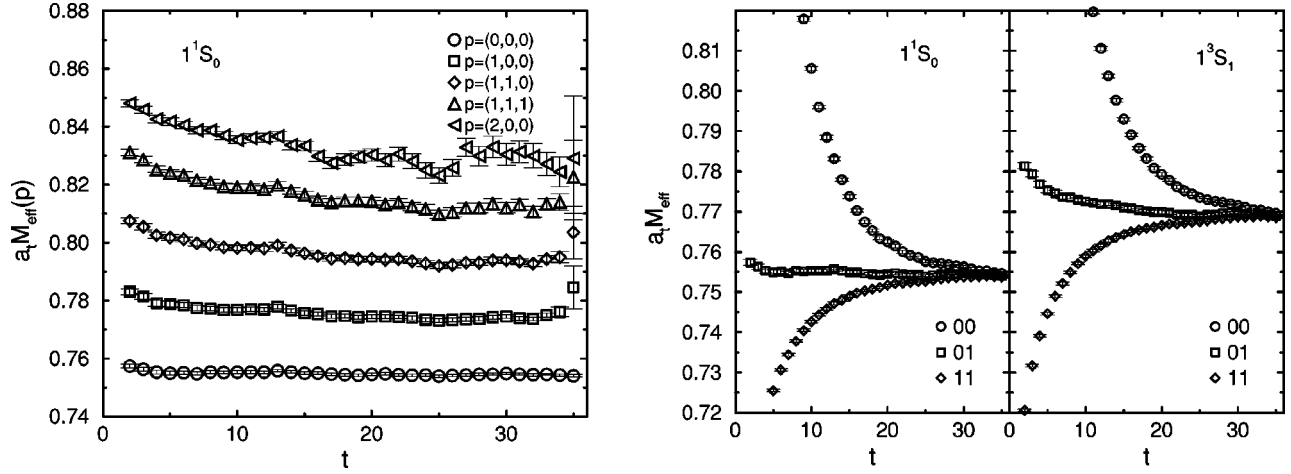 0.88
0.86
0.84
0.82
0.80
0.78
0.76
0.74
a_tM_eff(p)
1^1S_0
p=(0,0,0)
p=(1,0,0)
p=(1,1,0)
p=(1,1,1)
p=(2,0,0)
0 10 20 30
t
0.81
0.80
0.79
0.78
0.77
0.76
0.75
0.74
0.73
0.72
a_tM_eff
1^1S_0
00
01
11
0 10 20 30
t
1^3S_1
00
01
11
0 10 20 30
t